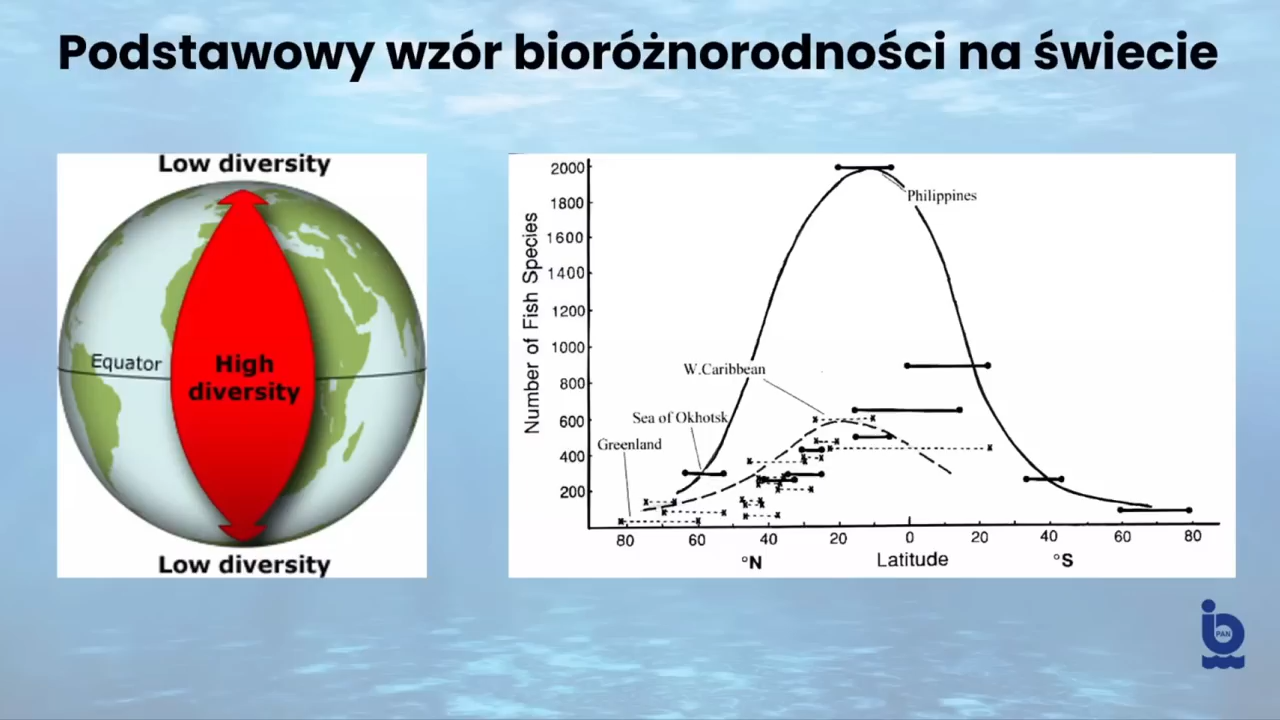 Podstawowy wzór bioróżnorodności na świecie
Low diversity
Equator
High
diversity
Low diversity
Number of Fish Species
2000
1800
1600
1400
1200
1000
800
600
400
200
Philippines
W.Caribbean
Sea of Okhotsk
Greenland
80 60 40 20 0 20 40 60 80
°N Latitude °S
PAN